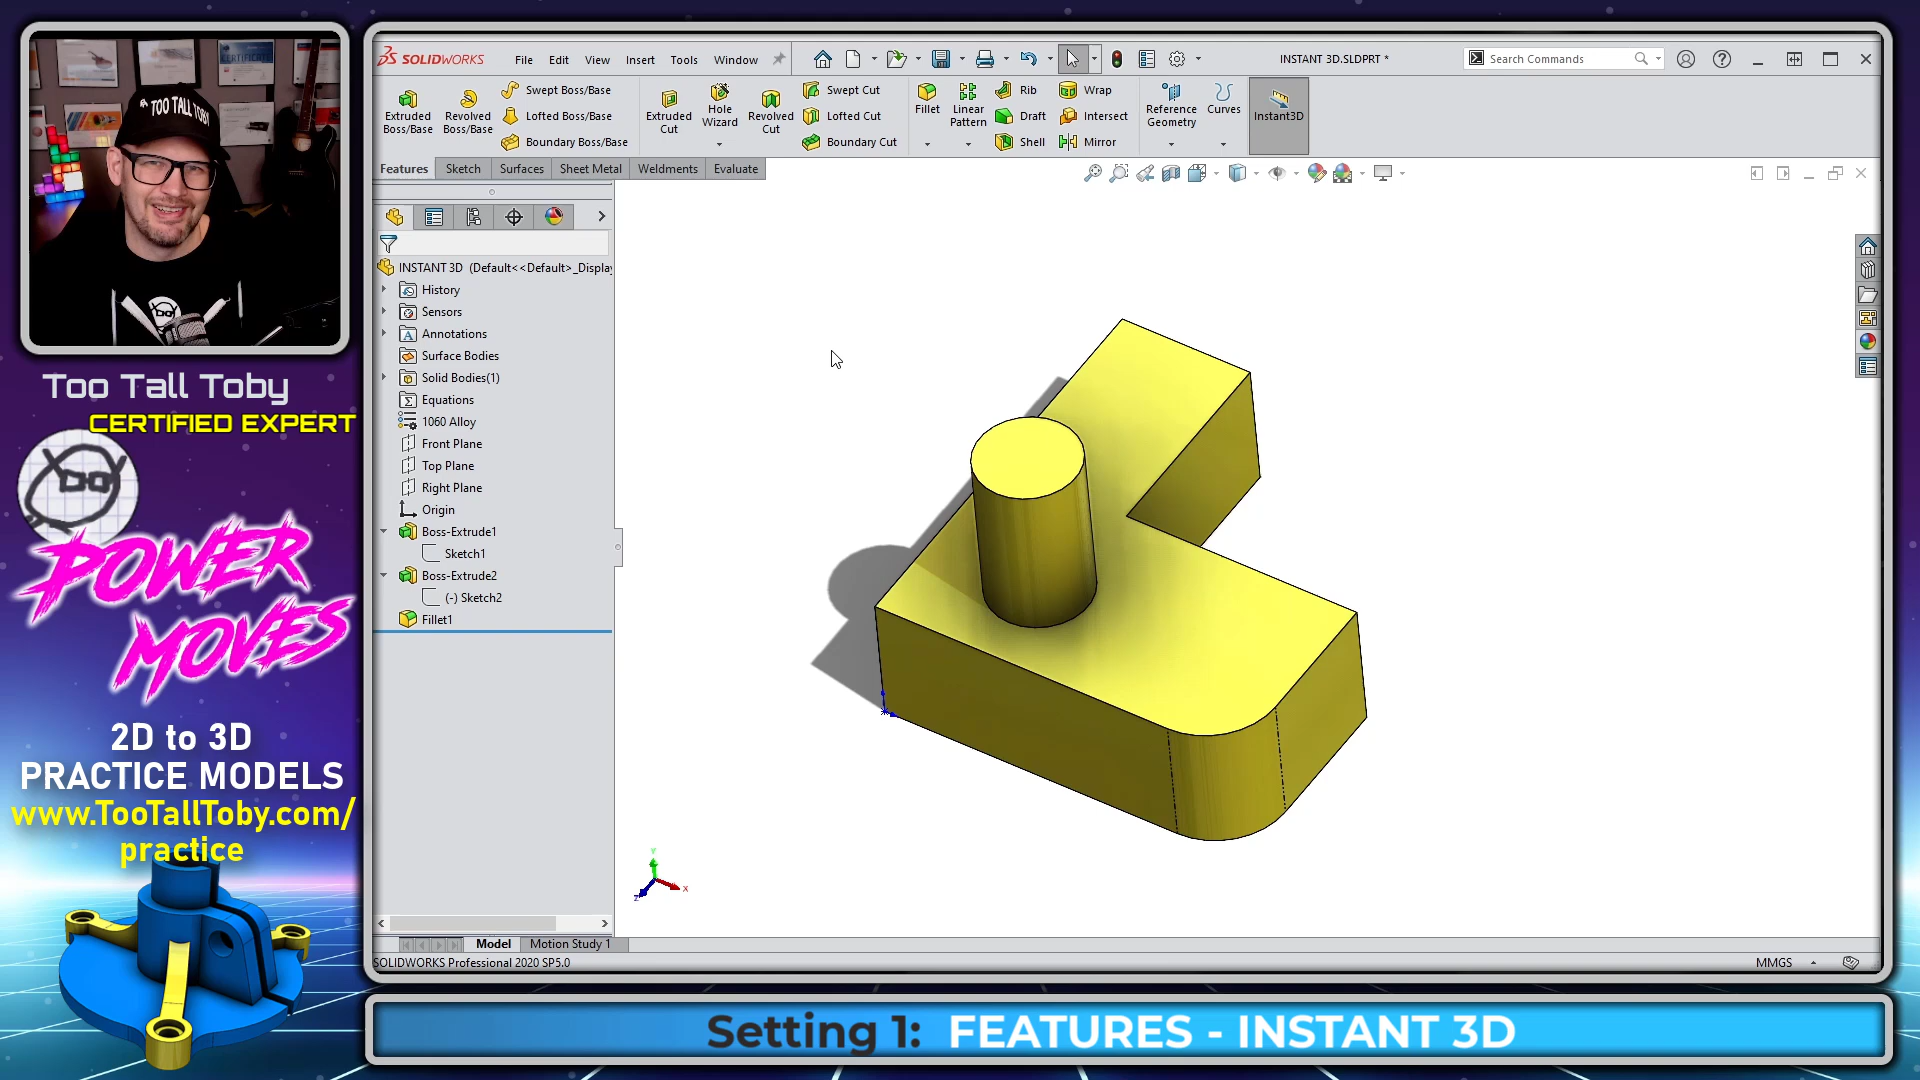 TOO TALL TOBY
Too Tall Toby
CERTIFIED EXPERT
POWER
MOVES
2D to 3D
PRACTICE MODELS
www.TooTallToby.com/
practice
SOLIDWORKS
File Edit View Insert Tools Window
INSTANT 3D.SLDPRT *
Search Commands
Extruded Boss/Base
Revolved Boss/Base
Swept Boss/Base
Lofted Boss/Base
Boundary Boss/Base
Extruded Cut
Hole Wizard
Revolved Cut
Swept Cut
Lofted Cut
Boundary Cut
Fillet
Linear Pattern
Rib
Draft
Shell
Wrap
Intersect
Mirror
Reference Geometry
Curves
Instant3D
Features Sketch Surfaces Sheet Metal Weldments Evaluate
INSTANT 3D (Default<<Default>_Display
History
Sensors
Annotations
Surface Bodies
Solid Bodies(1)
Equations
1060 Alloy
Front Plane
Top Plane
Right Plane
Origin
Boss-Extrude1
Sketch1
Boss-Extrude2
(-) Sketch2
Fillet1
Y
X
Z
Model Motion Study 1
SOLIDWORKS Professional 2020 SP5.0
MMGS
Setting 1: FEATURES - INSTANT 3D